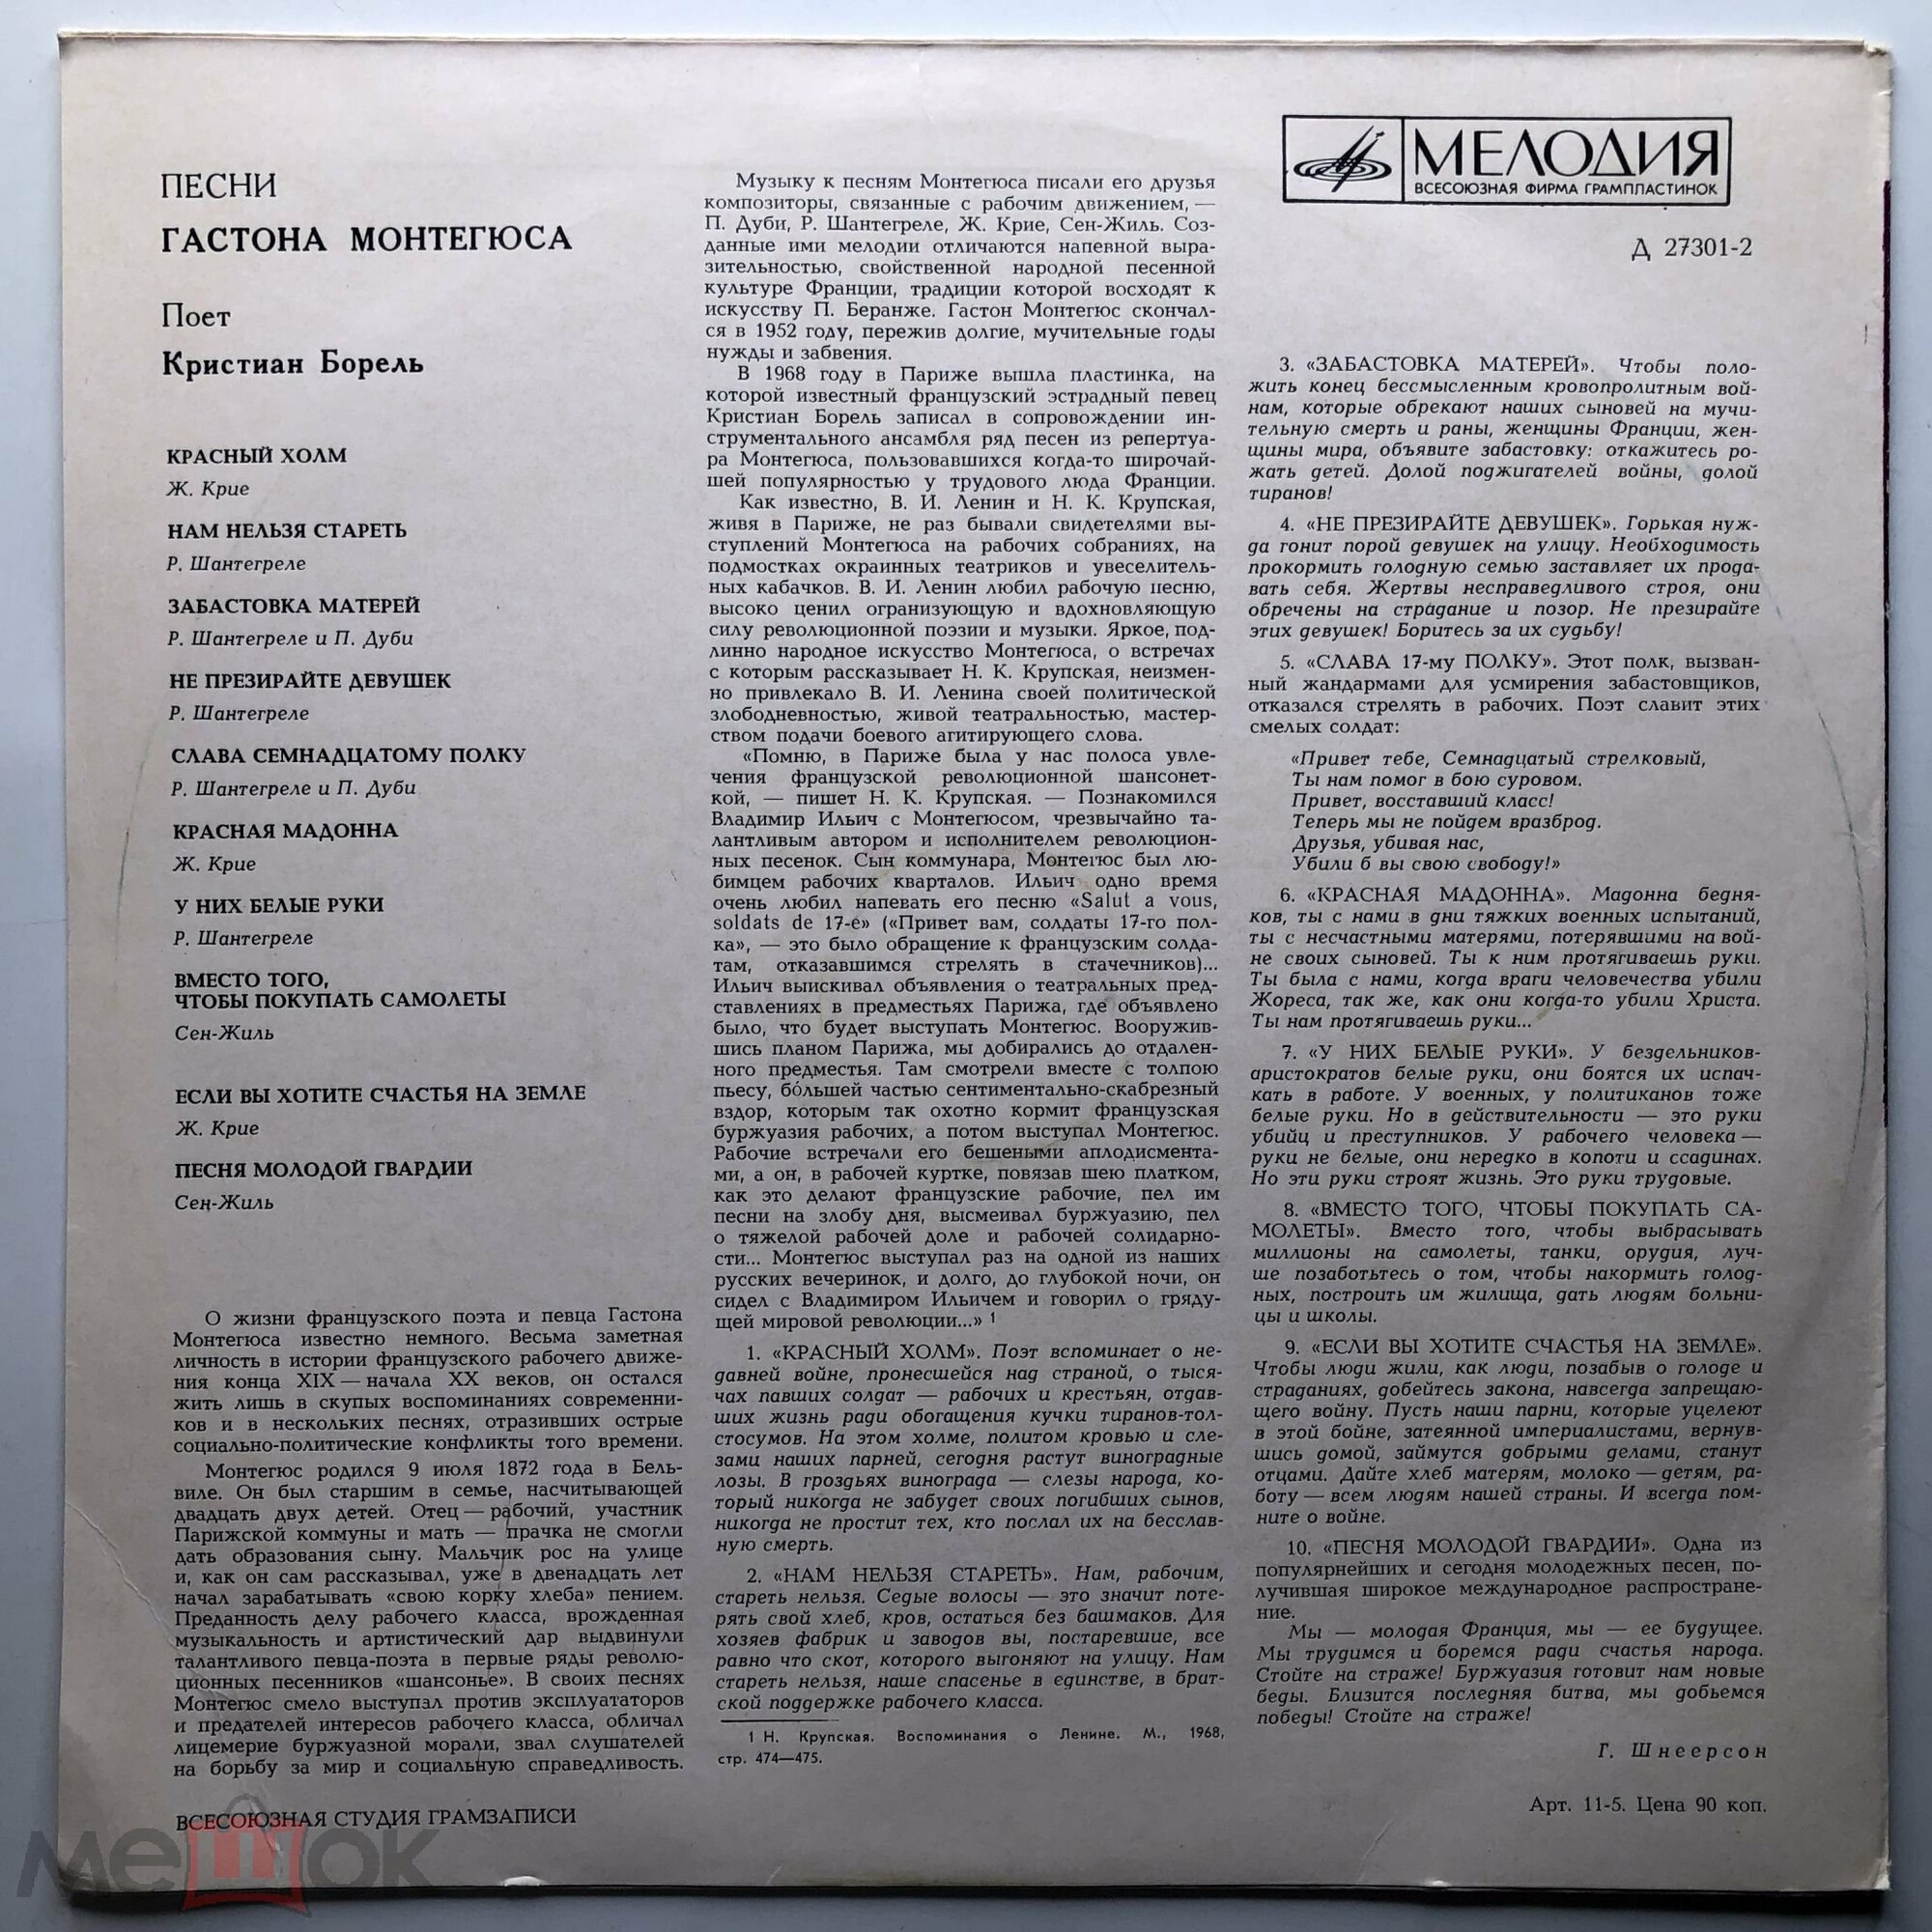 ПЕСНИ
ГАСТОНА МОНТЕГЮСА
Поет
Кристиан Борель
КРАСНЫЙ ХОЛМ
Ж. Крие
НАМ НЕЛЬЗЯ СТАРЕТЬ
Р. Шантегреле
ЗАБАСТОВКА МАТЕРЕЙ
Р. Шантегреле и П. Дуби
НЕ ПРЕЗИРАЙТЕ ДЕВУШЕК
Р. Шантегреле
СЛАВА СЕМНАДЦАТОМУ ПОЛКУ
Р. Шантегреле и П. Дуби
КРАСНАЯ МАДОННА
Ж. Крие
У НИХ БЕЛЫЕ РУКИ
Р. Шантегреле
ВМЕСТО ТОГО,
ЧТОБЫ ПОКУПАТЬ САМОЛЕТЫ
Сен-Жиль
ЕСЛИ ВЫ ХОТИТЕ СЧАСТЬЯ НА ЗЕМЛЕ
Ж. Крие
ПЕСНЯ МОЛОДОЙ ГВАРДИИ
Сен-Жиль
О жизни французского поэта и певца Гастона
Монтегюса известно немного. Весьма заметная
личность в истории французского рабочего движе-
ния конца XIX — начала XX веков, он остался
жить лишь в скупых воспоминаниях современни-
ков и в нескольких песнях, отразивших острые
социально-политические конфликты того времени.
Монтегюс родился 9 июля 1872 года в Бель-
виле. Он был старшим в семье, насчитывающей
двадцать двух детей. Отец — рабочий, участник
Парижской коммуны и мать — прачка не смогли
дать образования сыну. Мальчик рос на улице
и, как он сам рассказывал, уже в двенадцать лет
начал зарабатывать «свою корку хлеба» пением.
Преданность делу рабочего класса, врожденная
музыкальность и артистический дар выдвинули
талантливого певца-поэта в первые ряды револю-
ционных песенников «шансонье». В своих песнях
Монтегюс смело выступал против эксплуататоров
и предателей интересов рабочего класса, обличал
лицемерие буржуазной морали, звал слушателей
на борьбу за мир и социальную справедливость.
ВСЕСОЮЗНАЯ СТУДИЯ ГРАМЗАПИСИ
Музыку к песням Монтегюса писали его друзья
композиторы, связанные с рабочим движением, —
П. Дуби, Р. Шантегреле, Ж. Крие, Сен-Жиль. Соз-
данные ими мелодии отличаются напевной выра-
зительностью, свойственной народной песенной
культуре Франции, традиции которой восходят к
искусству П. Беранже. Гастон Монтегюс скончал-
ся в 1952 году, пережив долгие, мучительные годы
нужды и забвения.
В 1968 году в Париже вышла пластинка, на
которой известный французский эстрадный певец
Кристиан Борель записал в сопровождении ин-
струментального ансамбля ряд песен из репертуа-
ра Монтегюса, пользовавшихся когда-то широчай-
шей популярностью у трудового люда Франции.
Как известно, В. И. Ленин и Н. К. Крупская,
живя в Париже, не раз бывали свидетелями вы-
ступлений Монтегюса на рабочих собраниях, на
подмостках окраинных театриков и увеселитель-
ных кабачков. В. И. Ленин любил рабочую песню,
высоко ценил огранизующую и вдохновляющую
силу революционной поэзии и музыки. Яркое, под-
линно народное искусство Монтегюса, о встречах
с которым рассказывает Н. К. Крупская, неизмен-
но привлекало В. И. Ленина своей политической
злободневностью, живой театральностью, мастер-
ством подачи боевого агитирующего слова.
«Помню, в Париже была у нас полоса увле-
чения французской революционной шансонет-
кой, — пишет Н. К. Крупская. — Познакомился
Владимир Ильич с Монтегюсом, чрезвычайно та-
лантливым автором и исполнителем революцион-
ных песенок. Сын коммунара, Монтегюс был лю-
бимцем рабочих кварталов. Ильич одно время
очень любил напевать его песню «Salut a vous,
soldats de 17-e» («Привет вам, солдаты 17-го пол-
ка», — это было обращение к французским солда-
там, отказавшимся стрелять в стачечников)...
Ильич выискивал объявления о театральных пред-
ставлениях в предместьях Парижа, где объявлено
было, что будет выступать Монтегюс. Вооружив-
шись планом Парижа, мы добирались до отдален-
ного предместья. Там смотрели вместе с толпою
пьесу, бóльшей частью сентиментально-скабрезный
вздор, которым так охотно кормит французская
буржуазия рабочих, а потом выступал Монтегюс.
Рабочие встречали его бешеными аплодисмента-
ми, а он, в рабочей куртке, повязав шею платком,
как это делают французские рабочие, пел им
песни на злобу дня, высмеивал буржуазию, пел
о тяжелой рабочей доле и рабочей солидарно-
сти... Монтегюс выступал раз на одной из наших
русских вечеринок, и долго, до глубокой ночи, он
сидел с Владимиром Ильичем и говорил о гряду-
щей мировой революции...» 1
1. «КРАСНЫЙ ХОЛМ». Поэт вспоминает о не-
давней войне, пронесшейся над страной, о тыся-
чах павших солдат — рабочих и крестьян, отдав-
ших жизнь ради обогащения кучки тиранов-тол-
стосумов. На этом холме, политом кровью и сле-
зами наших парней, сегодня растут виноградные
лозы. В гроздьях винограда — слезы народа, ко-
торый никогда не забудет своих погибших сынов,
никогда не простит тех, кто послал их на бесслав-
ную смерть.
2. «НАМ НЕЛЬЗЯ СТАРЕТЬ». Нам, рабочим,
стареть нельзя. Седые волосы — это значит поте-
рять свой хлеб, кров, остаться без башмаков. Для
хозяев фабрик и заводов вы, постаревшие, все
равно что скот, которого выгоняют на улицу. Нам
стареть нельзя, наше спасенье в единстве, в брат-
ской поддержке рабочего класса.
1 Н. Крупская. Воспоминания о Ленине. М., 1968,
стр. 474—475.
МЕЛОДИЯ
ВСЕСОЮЗНАЯ ФИРМА ГРАМПЛАСТИНОК
Д 27301-2
3. «ЗАБАСТОВКА МАТЕРЕЙ». Чтобы поло-
жить конец бессмысленным кровопролитным вой-
нам, которые обрекают наших сыновей на мучи-
тельную смерть и раны, женщины Франции, жен-
щины мира, объявите забастовку: откажитесь ро-
жать детей. Долой поджигателей войны, долой
тиранов!
4. «НЕ ПРЕЗИРАЙТЕ ДЕВУШЕК». Горькая нуж-
да гонит порой девушек на улицу. Необходимость
прокормить голодную семью заставляет их прода-
вать себя. Жертвы несправедливого строя, они
обречены на страдание и позор. Не презирайте
этих девушек! Боритесь за их судьбу!
5. «СЛАВА 17-му ПОЛКУ». Этот полк, вызван-
ный жандармами для усмирения забастовщиков,
отказался стрелять в рабочих. Поэт славит этих
смелых солдат:
«Привет тебе, Семнадцатый стрелковый,
Ты нам помог в бою суровом.
Привет, восставший класс!
Теперь мы не пойдем вразброд.
Друзья, убивая нас,
Убили б вы свою свободу!»
6. «КРАСНАЯ МАДОННА». Мадонна бедня-
ков, ты с нами в дни тяжких военных испытаний,
ты с несчастными матерями, потерявшими на вой-
не своих сыновей. Ты к ним протягиваешь руки.
Ты была с нами, когда враги человечества убили
Жореса, так же, как они когда-то убили Христа.
Ты нам протягиваешь руки...
7. «У НИХ БЕЛЫЕ РУКИ». У бездельников-
аристократов белые руки, они боятся их испач-
кать в работе. У военных, у политиканов тоже
белые руки. Но в действительности — это руки
убийц и преступников. У рабочего человека —
руки не белые, они нередко в копоти и ссадинах.
Но эти руки строят жизнь. Это руки трудовые.
8. «ВМЕСТО ТОГО, ЧТОБЫ ПОКУПАТЬ СА-
МОЛЕТЫ». Вместо того, чтобы выбрасывать
миллионы на самолеты, танки, орудия, луч-
ше позаботьтесь о том, чтобы накормить голод-
ных, построить им жилища, дать людям больни-
цы и школы.
9. «ЕСЛИ ВЫ ХОТИТЕ СЧАСТЬЯ НА ЗЕМЛЕ».
Чтобы люди жили, как люди, позабыв о голоде и
страданиях, добейтесь закона, навсегда запрещаю-
щего войну. Пусть наши парни, которые уцелеют
в этой бойне, затеянной империалистами, вернув-
шись домой, займутся добрыми делами, станут
отцами. Дайте хлеб матерям, молоко — детям, ра-
боту — всем людям нашей страны. И всегда пом-
ните о войне.
10. «ПЕСНЯ МОЛОДОЙ ГВАРДИИ». Одна из
популярнейших и сегодня молодежных песен, по-
лучившая широкое международное распростране-
ние.
Мы — молодая Франция, мы — ее будущее.
Мы трудимся и боремся ради счастья народа.
Стойте на страже! Буржуазия готовит нам новые
беды. Близится последняя битва, мы добьемся
победы! Стойте на страже!
Г. Шнеерсон
Арт. 11-5. Цена 90 коп.
мешок